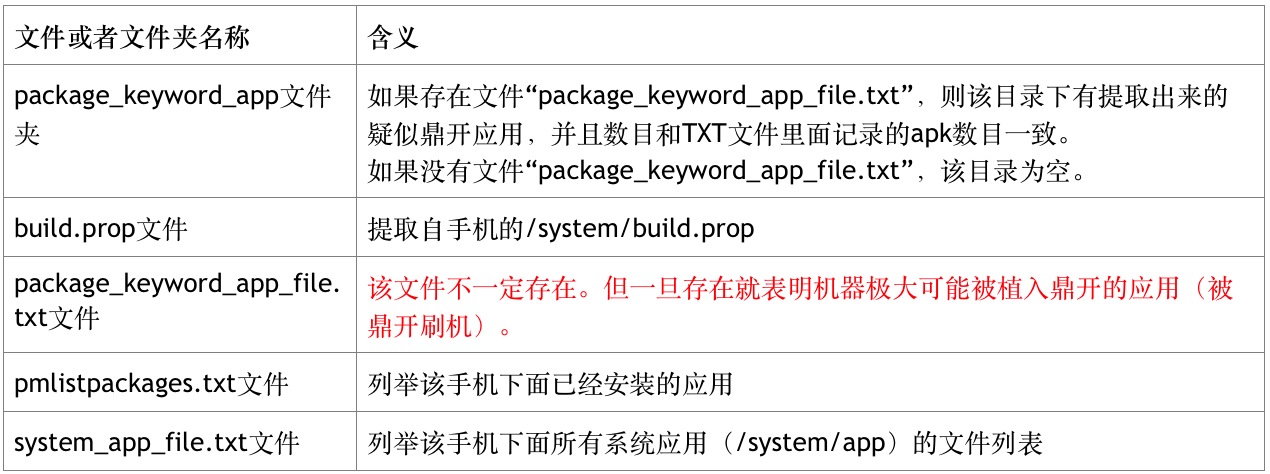 文件或者文件夹名称
含义
package_keyword_app文件
夹
如果存在文件“package_keyword_app_file.txt”，则该目录下有提取出来的
疑似鼎开应用，并且数目和TXT文件里面记录的apk数目一致。
如果没有文件“package_keyword_app_file.txt”，该目录为空。
build.prop文件
提取自手机的/system/build.prop
package_keyword_app_file.
txt文件
该文件不一定存在。但一旦存在就表明机器极大可能被植入鼎开的应用（被
鼎开刷机）。
pmlistpackages.txt文件
列举该手机下面已经安装的应用
system_app_file.txt文件
列举该手机下面所有系统应用（/system/app）的文件列表